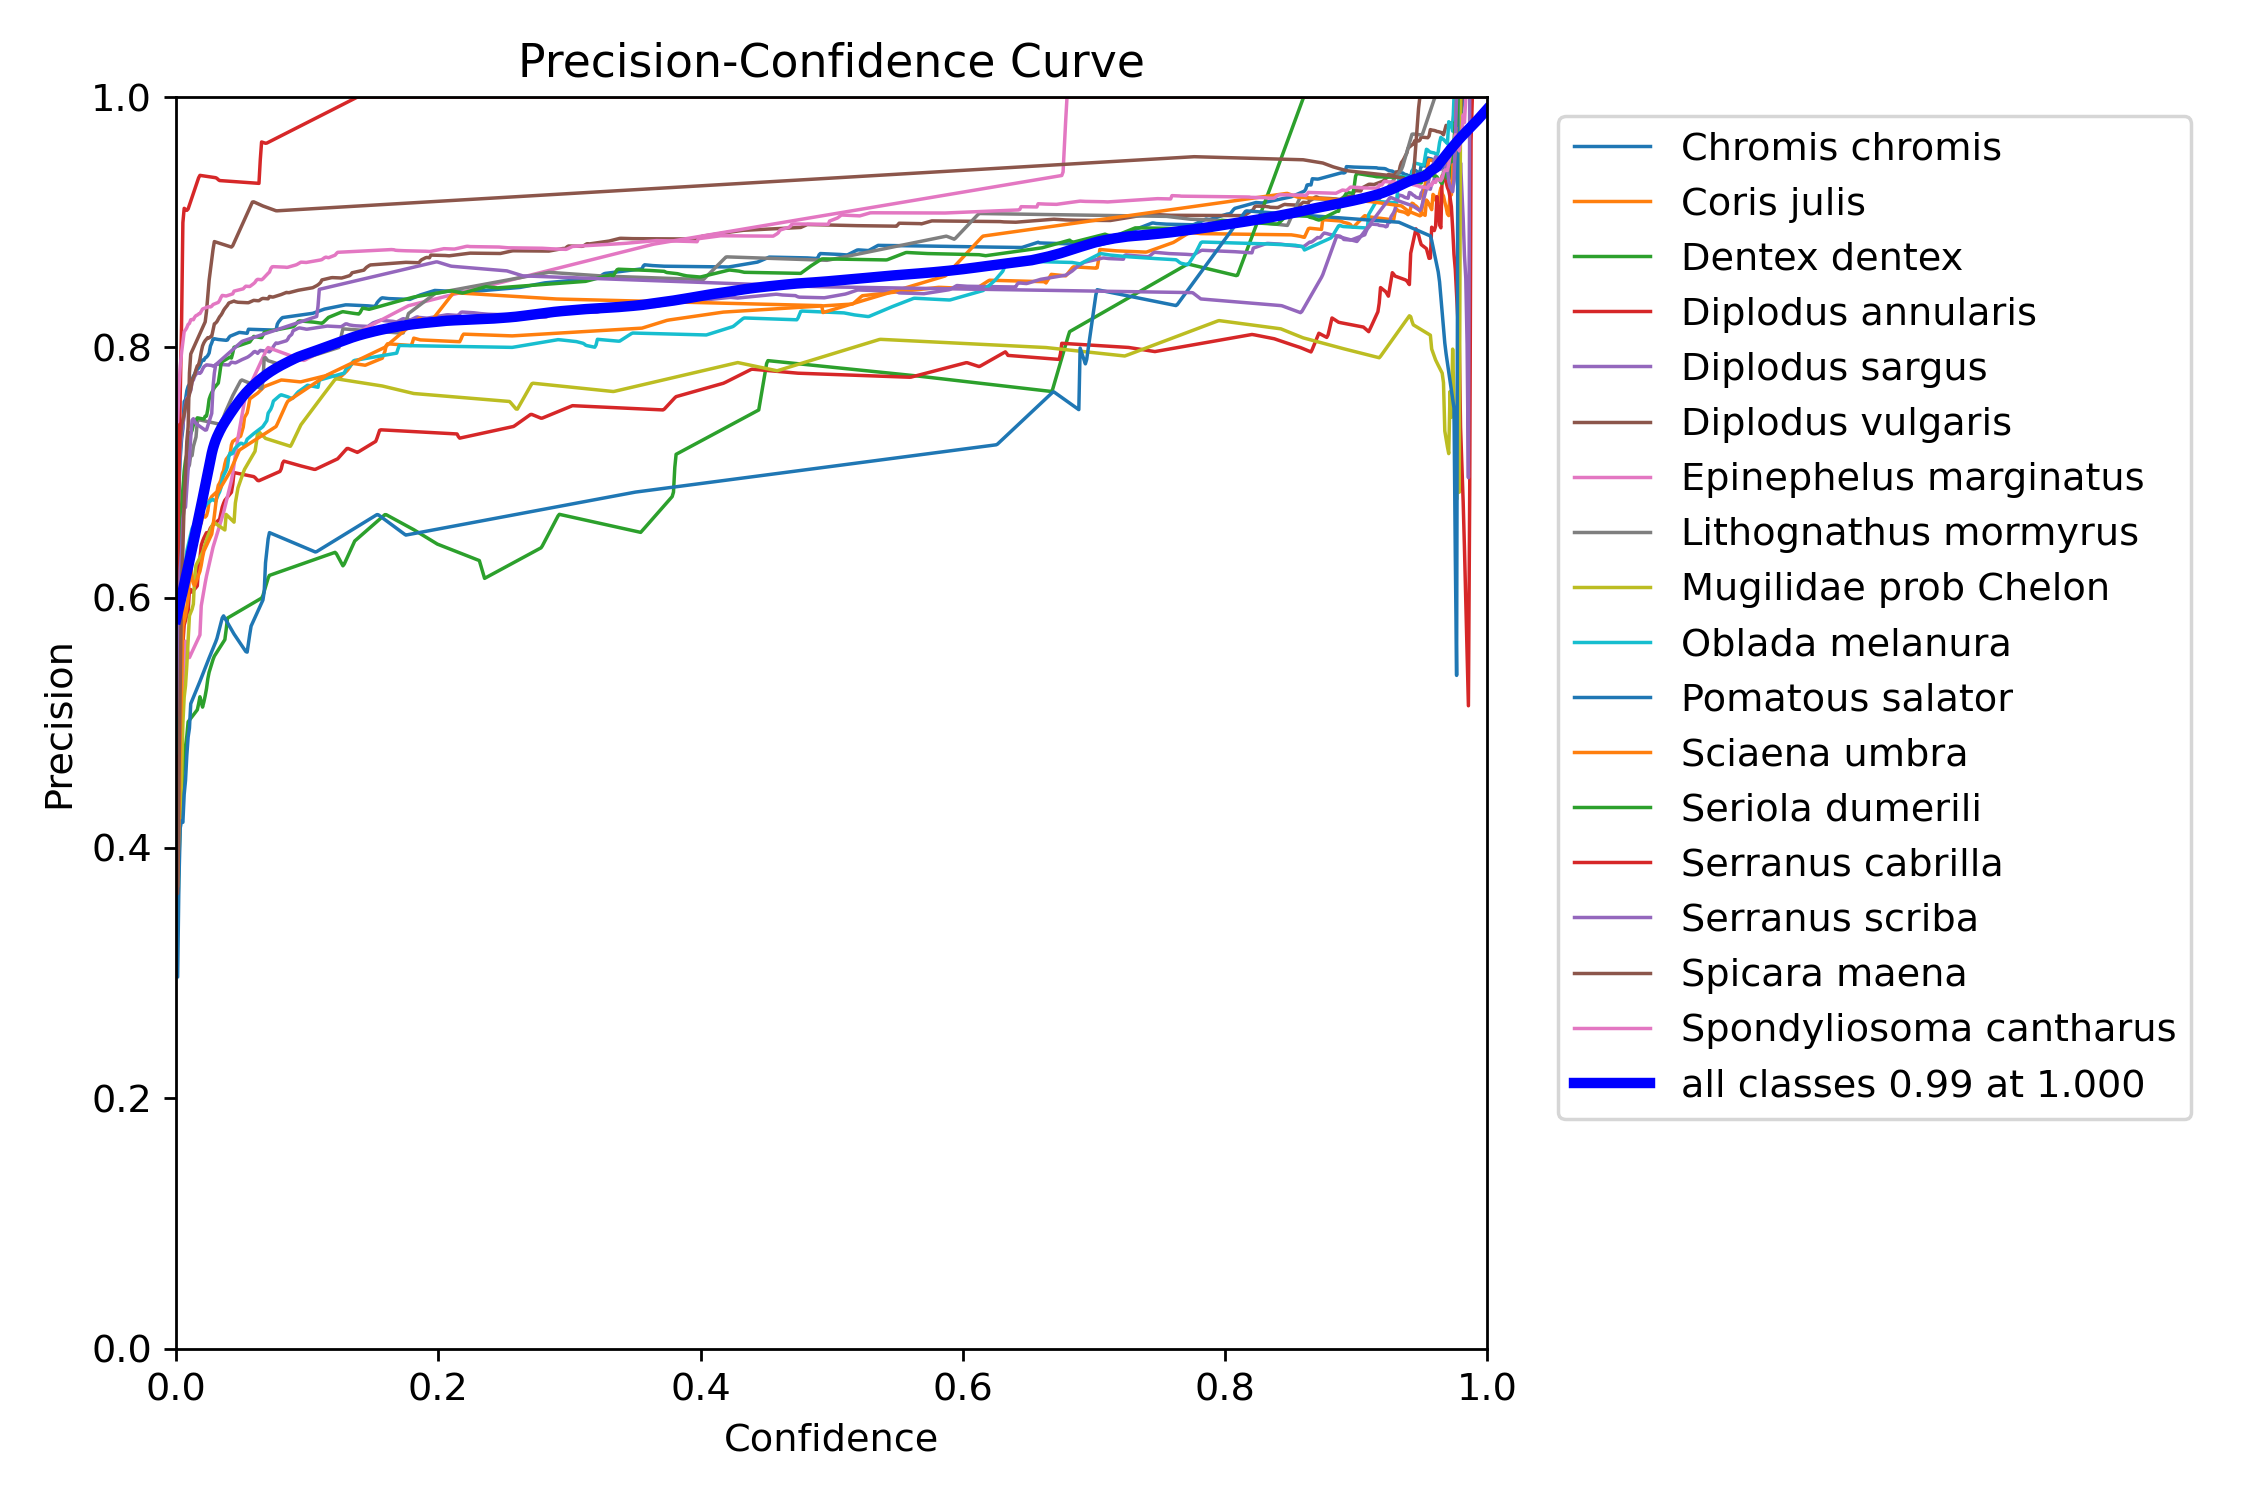 Precision-Confidence Curve
1.0
0.8
0.6
0.4
0.2
0.0
Precision
0.0 0.2 0.4 0.6 0.8 1.0
Confidence
Chromis chromis
Coris julis
Dentex dentex
Diplodus annularis
Diplodus sargus
Diplodus vulgaris
Epinephelus marginatus
Lithognathus mormyrus
Mugilidae prob Chelon
Oblada melanura
Pomatous salator
Sciaena umbra
Seriola dumerili
Serranus cabrilla
Serranus scriba
Spicara maena
Spondyliosoma cantharus
all classes 0.99 at 1.000